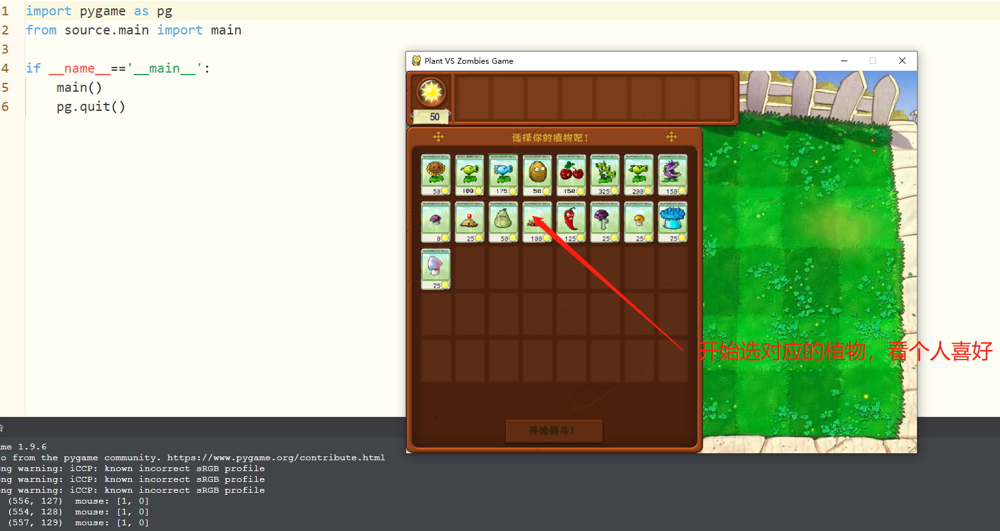 1 import pygame as pg
2 from source.main import main
3
4 if __name__=='__main__':
5 main()
6 pg.quit()
Plant VS Zombies Game
50
选择你的植物吧!
50 100 175 50 150 325 200 150
0 25 50 100 125 25 25 75
75
开始选对应的植物，看个人喜好
开始战斗!
me 1.9.6
o from the pygame community. https://www.pygame.org/contribute.html
ng warning: iCCP: known incorrect sRGB profile
ng warning: iCCP: known incorrect sRGB profile
ng warning: iCCP: known incorrect sRGB profile
(556, 127) mouse: [1, 0]
(554, 128) mouse: [1, 0]
(557, 129) mouse: [1, 0]